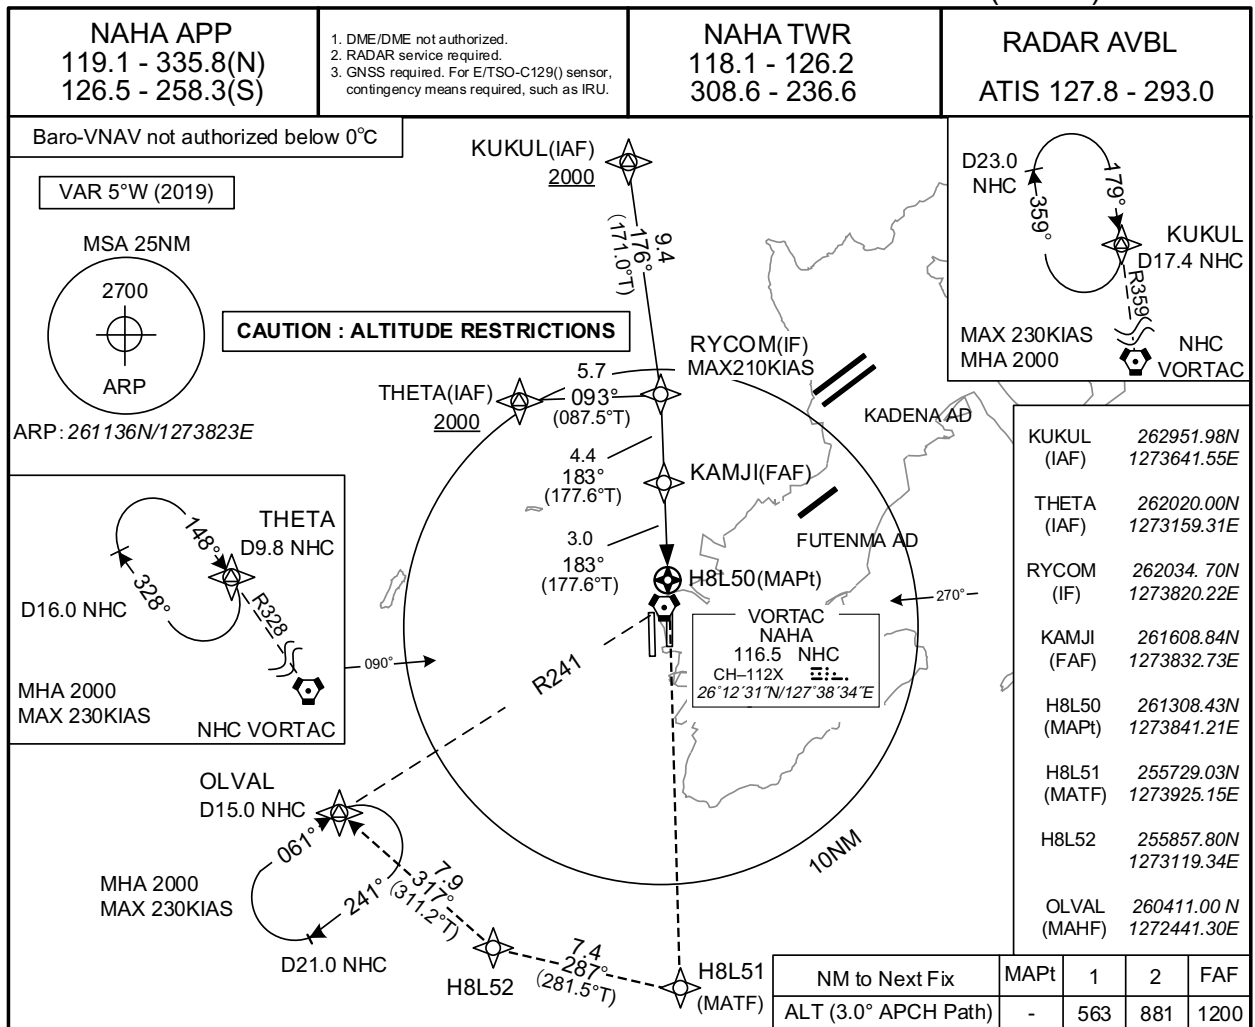 NAHA APP
119.1 - 335.8(N)
126.5 - 258.3(S)
1. DME/DME not authorized.
2. RADAR service required.
3. GNSS required. For E/TSO-C129() sensor,
contingency means required, such as IRU.
NAHA TWR
118.1 - 126.2
308.6 - 236.6
RADAR AVBL
ATIS 127.8 - 293.0
Baro-VNAV not authorized below 0°C
VAR 5°W (2019)
MSA 25NM
2700
ARP
ARP: 261136N/1273823E
CAUTION : ALTITUDE RESTRICTIONS
KUKUL(IAF)
2000
9.4
176°
(171.0°T)
THETA(IAF)
2000
5.7
093°
(087.5°T)
RYCOM(IF)
MAX210KIAS
4.4
183°
(177.6°T)
KAMJI(FAF)
3.0
183°
(177.6°T)
H8L50(MAPt)
KADENA AD
FUTENMA AD
VORTAC
NAHA
116.5 NHC
CH–112X
26°12´31˝N/127°38´34˝E
270°
090°
R241
10NM
D23.0
NHC
179°
359°
KUKUL
D17.4 NHC
R359
MAX 230KIAS
MHA 2000
NHC
VORTAC
THETA
D9.8 NHC
148°
328°
D16.0 NHC
R328
MHA 2000
MAX 230KIAS
NHC VORTAC
OLVAL
D15.0 NHC
061°
241°
MHA 2000
MAX 230KIAS
D21.0 NHC
7.9
317°
(311.2°T)
H8L52
7.4
287°
(281.5°T)
H8L51
(MATF)
KUKUL 262951.98N
(IAF) 1273641.55E
THETA 262020.00N
(IAF) 1273159.31E
RYCOM 262034. 70N
(IF) 1273820.22E
KAMJI 261608.84N
(FAF) 1273832.73E
H8L50 261308.43N
(MAPt) 1273841.21E
H8L51 255729.03N
(MATF) 1273925.15E
H8L52 255857.80N
1273119.34E
OLVAL 260411.00 N
(MAHF) 1272441.30E
NM to Next Fix MAPt 1 2 FAF
ALT (3.0° APCH Path) - 563 881 1200